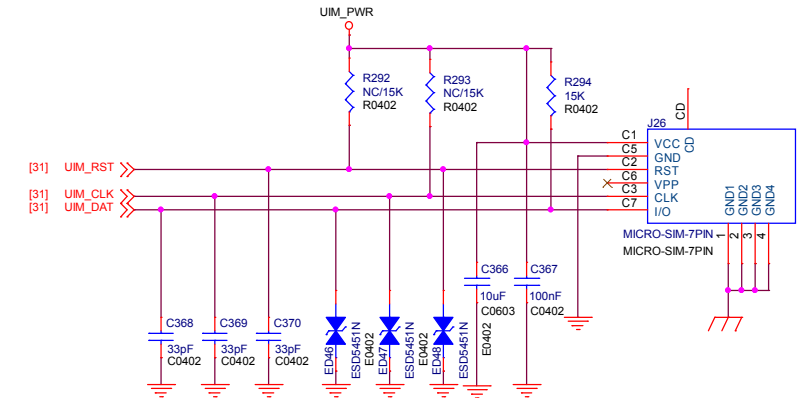 UIM_PWR
R292
NC/15K
R0402
R293
NC/15K
R0402
R294
15K
R0402
CD
J26
[31] UIM_RST
[31] UIM_CLK
[31] UIM_DAT
C1
C5
C2
C6
C3
C7
VCC
GND
RST
VPP
CLK
I/O
CD
GND1
GND2
GND3
GND4
1
2
3
4
MICRO-SIM-7PIN
MICRO-SIM-7PIN
C368
33pF
C0402
C369
33pF
C0402
C370
33pF
C0402
ED46
ESD5451N
E0402
ED47
ESD5451N
E0402
ED48
ESD5451N
E0402
C366
10uF
C0603
C367
100nF
C0402